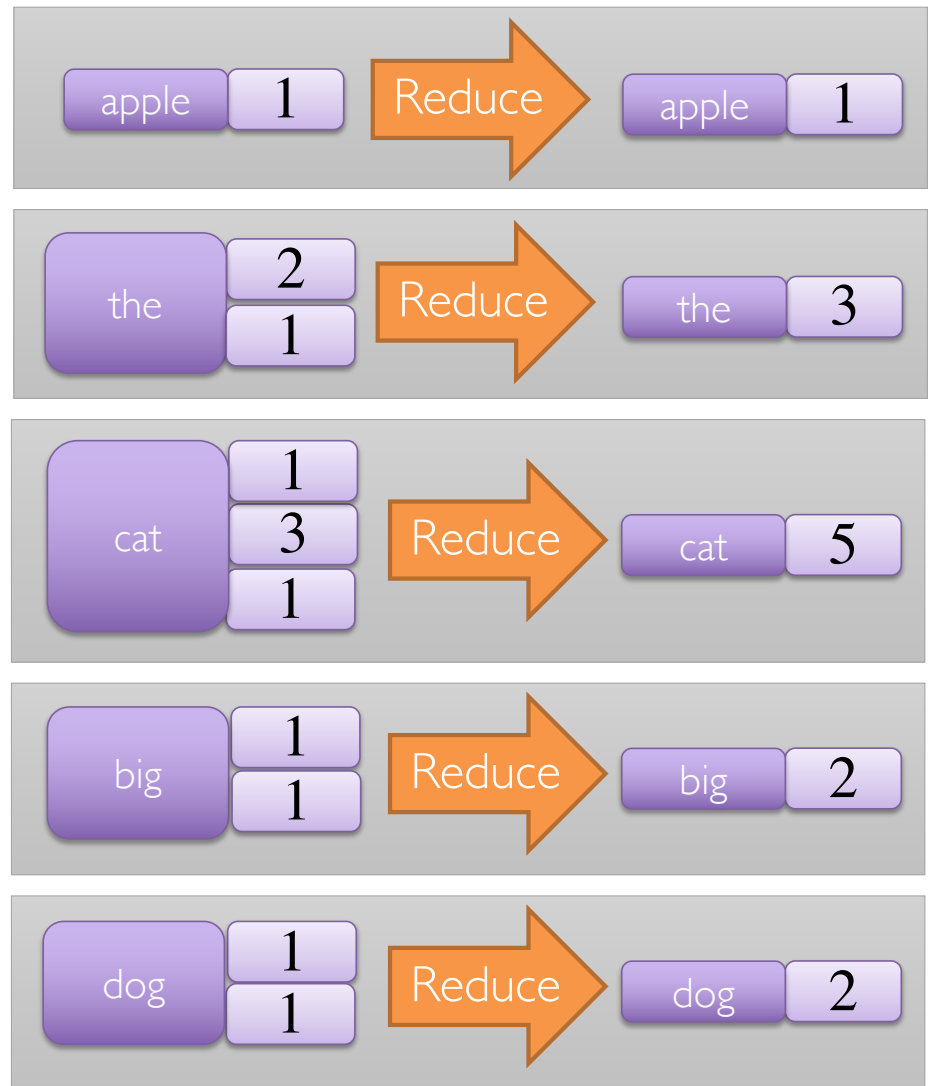 apple 1 Reduce apple 1
the 2 1 Reduce the 3
cat 1 3 1 Reduce cat 5
big 1 1 Reduce big 2
dog 1 1 Reduce dog 2